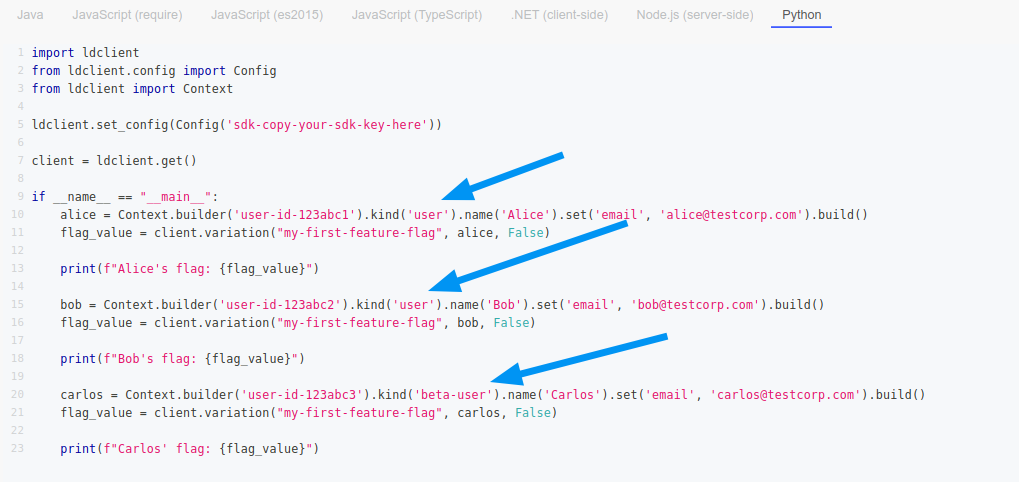 Java JavaScript (require) JavaScript (es2015) JavaScript (TypeScript) .NET (client-side) Node.js (server-side) Python
1 import ldclient
2 from ldclient.config import Config
3 from ldclient import Context
4
5 ldclient.set_config(Config('sdk-copy-your-sdk-key-here'))
6
7 client = ldclient.get()
8
9 if __name__ == "__main__":
10     alice = Context.builder('user-id-123abc1').kind('user').name('Alice').set('email', 'alice@testcorp.com').build()
11     flag_value = client.variation("my-first-feature-flag", alice, False)
12
13     print(f"Alice's flag: {flag_value}")
14
15     bob = Context.builder('user-id-123abc2').kind('user').name('Bob').set('email', 'bob@testcorp.com').build()
16     flag_value = client.variation("my-first-feature-flag", bob, False)
17
18     print(f"Bob's flag: {flag_value}")
19
20     carlos = Context.builder('user-id-123abc3').kind('beta-user').name('Carlos').set('email', 'carlos@testcorp.com').build()
21     flag_value = client.variation("my-first-feature-flag", carlos, False)
22
23     print(f"Carlos' flag: {flag_value}")